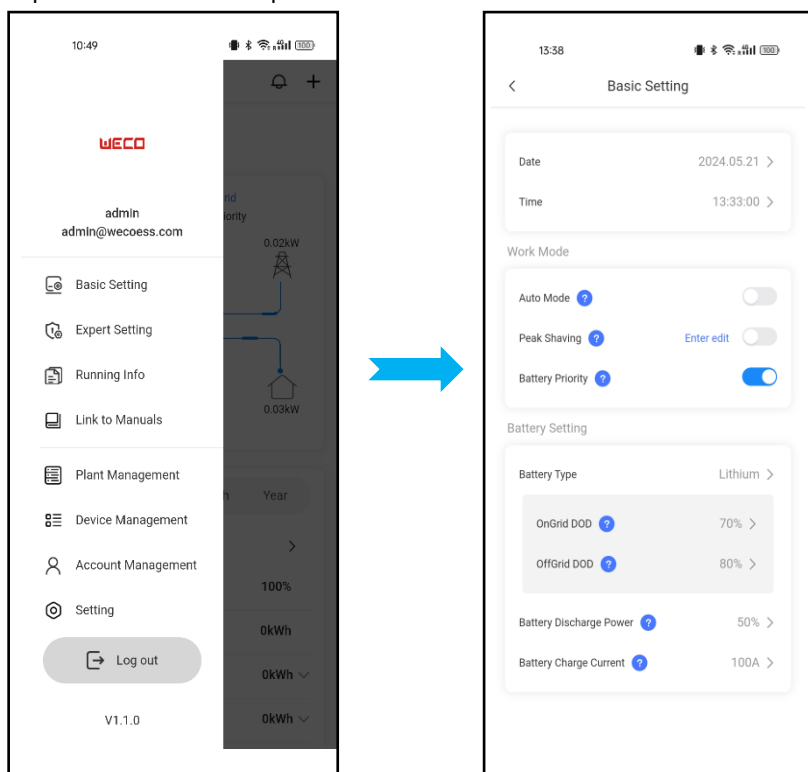 10:49
100
WECO
admin
admin@wecoess.com
Basic Setting
Expert Setting
Running Info
Link to Manuals
Plant Management
Device Management
Account Management
Setting
Log out
V1.1.0
rid
iority
0.02kW
0.03kW
h Year
100%
0kWh
0kWh
0kWh
13:38
100
Basic Setting
Date 2024.05.21
Time 13:33:00
Work Mode
Auto Mode ?
Peak Shaving ? Enter edit
Battery Priority ?
Battery Setting
Battery Type Lithium
OnGrid DOD ? 70%
OffGrid DOD ? 80%
Battery Discharge Power ? 50%
Battery Charge Current ? 100A